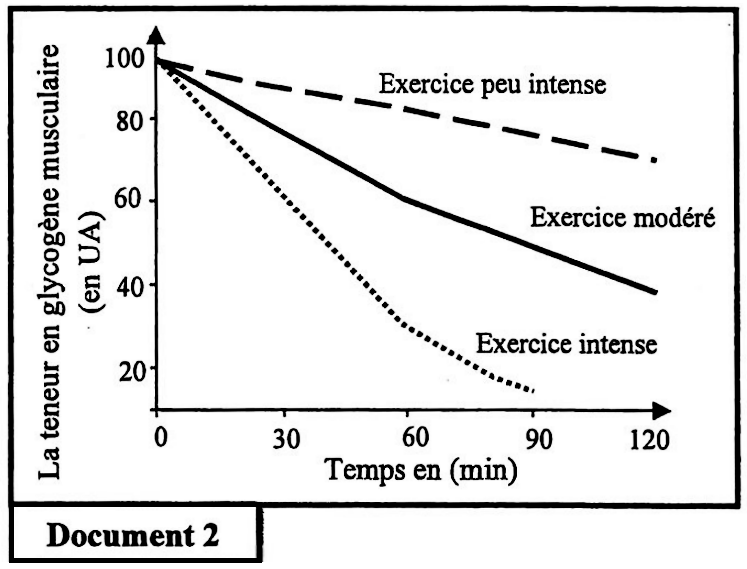 La teneur en glycogène musculaire
(en UA)
100
80
60
40
20
Exercice peu intense
Exercice modéré
Exercice intense
0 30 60 90 120
Temps en (min)
Document 2